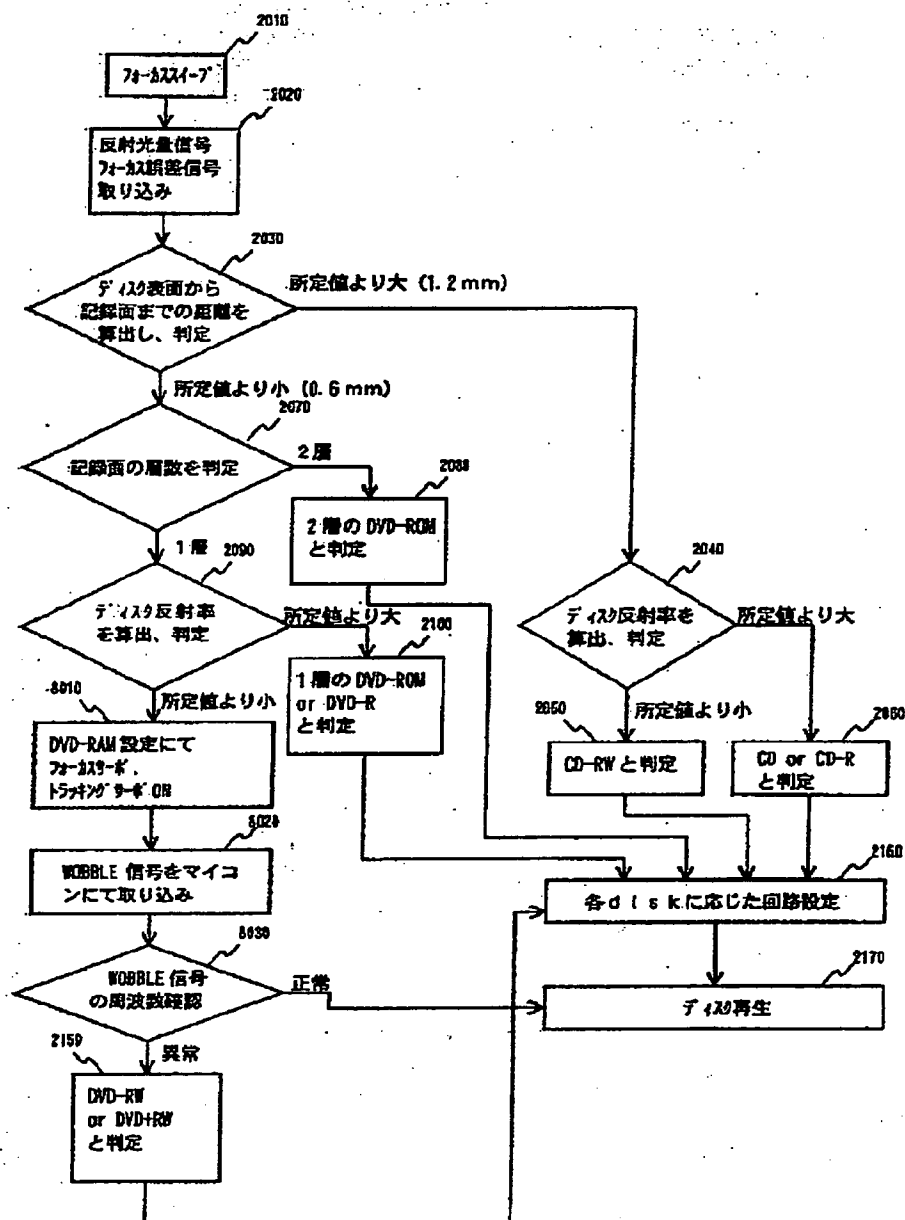 2010
フォーカススイープ
2020
反射光量信号
フォーカス誤差信号
取り込み
2030
ディスク表面から
記録面までの距離を
算出し、判定
所定値より大 (1.2mm)
所定値より小 (0.6mm)
2070
記録面の層数を判定
2層
2080
2層の DVD-ROM
と判定
1層
2090
ディスク反射率
を算出、判定
所定値より大
2100
1層の DVD-ROM
or DVD-R
と判定
2040
ディスク反射率を
算出、判定
所定値より大
所定値より小
2050
CD-RW と判定
2060
CD or CD-R
と判定
所定値より小
8010
DVD-RAM 設定にて
フォーカスサーボ、
トラッキングサーボON
8020
WOBBLE 信号をマイコ
ンにて取り込み
2160
各diskに応じた回路設定
8030
WOBBLE 信号
の周波数確認
正常
2170
ディスク再生
異常
2150
DVD-RW
or DVD+RW
と判定